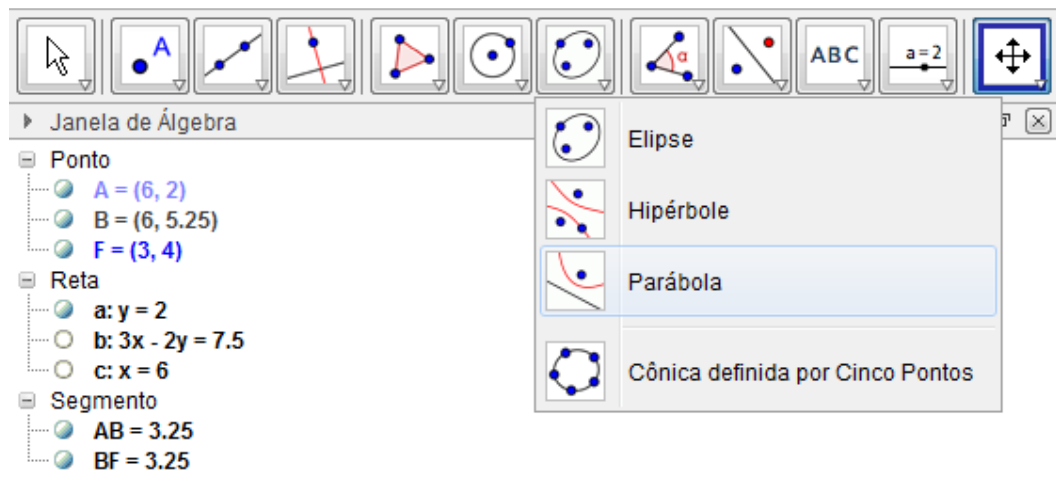 A
α
ABC
a=2
Janela de Álgebra
Ponto
A = (6, 2)
B = (6, 5.25)
F = (3, 4)
Reta
a: y = 2
b: 3x - 2y = 7.5
c: x = 6
Segmento
AB = 3.25
BF = 3.25
Elipse
Hipérbole
Parábola
Cônica definida por Cinco Pontos